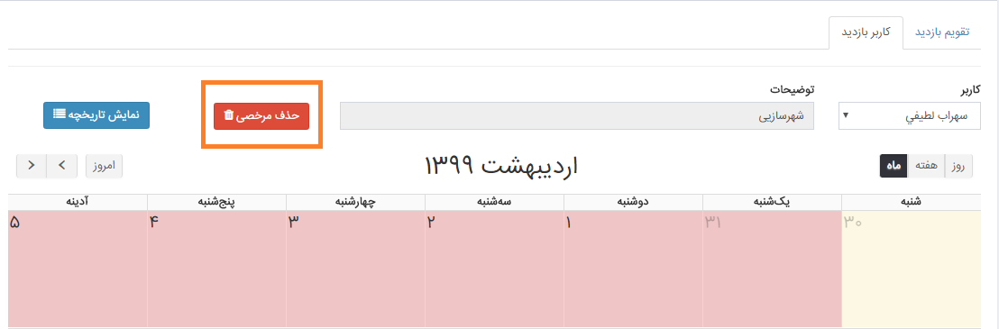 تقویم بازدید
کاربر بازدید
کاربر
توضیحات
سهراب لطیفي
شهرسازیی
حذف مرخصی
نمایش تاریخچه
روز هفته ماه
اردیبهشت ۱۳۹۹
امروز
شنبه یک‌شنبه دوشنبه سه‌شنبه چهارشنبه پنج‌شنبه آدینه
۳۰ ۳۱ ۱ ۲ ۳ ۴ ۵